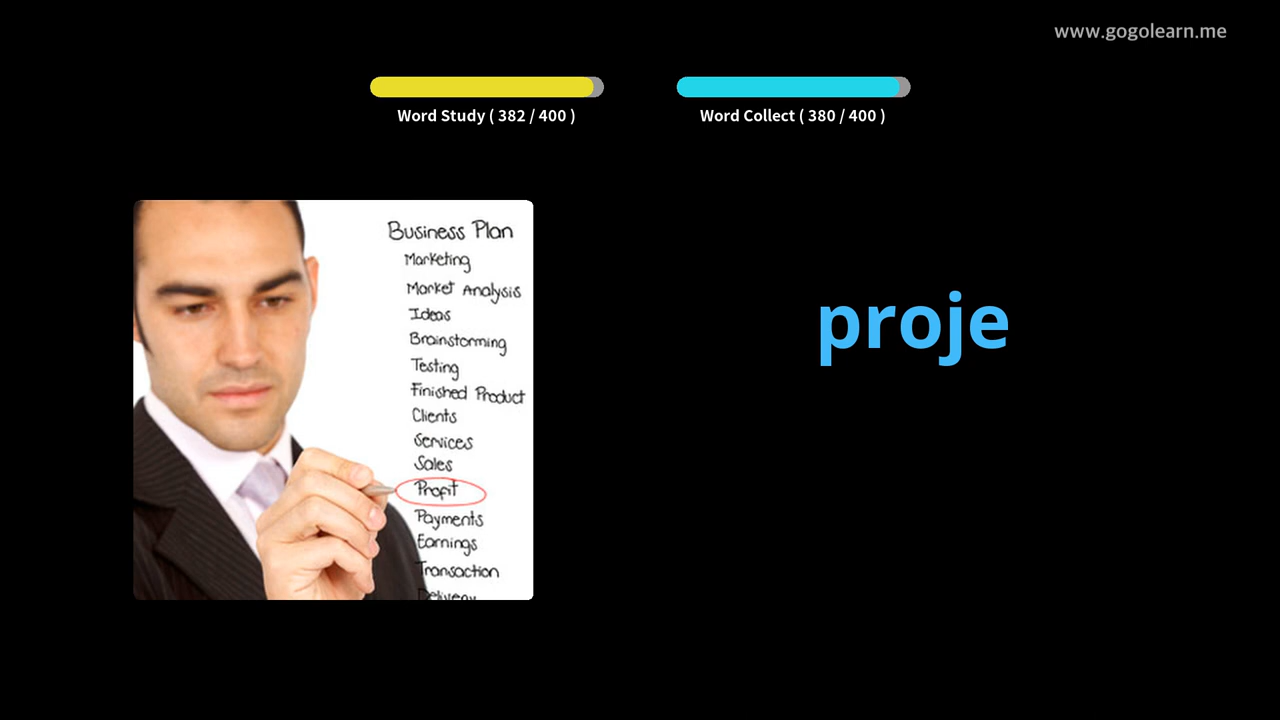 www.gogolearn.me
Word Study ( 382 / 400 )
Word Collect ( 380 / 400 )
Business Plan
Marketing
Market Analysis
Ideas
Brainstorming
Testing
Finished Product
Clients
Services
Sales
Profit
Payments
Earnings
Transaction
Delivery
proje